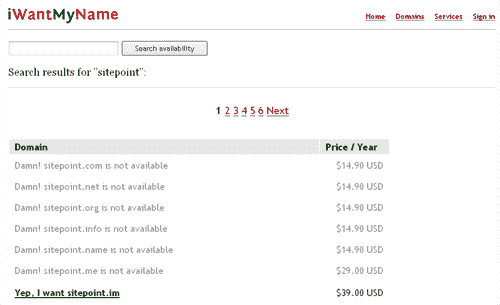 iWantMyName
Home Domains Services Sign in
Search availability
Search results for "sitepoint":
1 2 3 4 5 6 Next
Domain Price / Year
Damn! sitepoint.com is not available $14.90 USD
Damn! sitepoint.net is not available $14.90 USD
Damn! sitepoint.org is not available $14.90 USD
Damn! sitepoint.info is not available $14.90 USD
Damn! sitepoint.name is not available $14.90 USD
Damn! sitepoint.me is not available $29.00 USD
Yep, I want sitepoint.im $39.00 USD